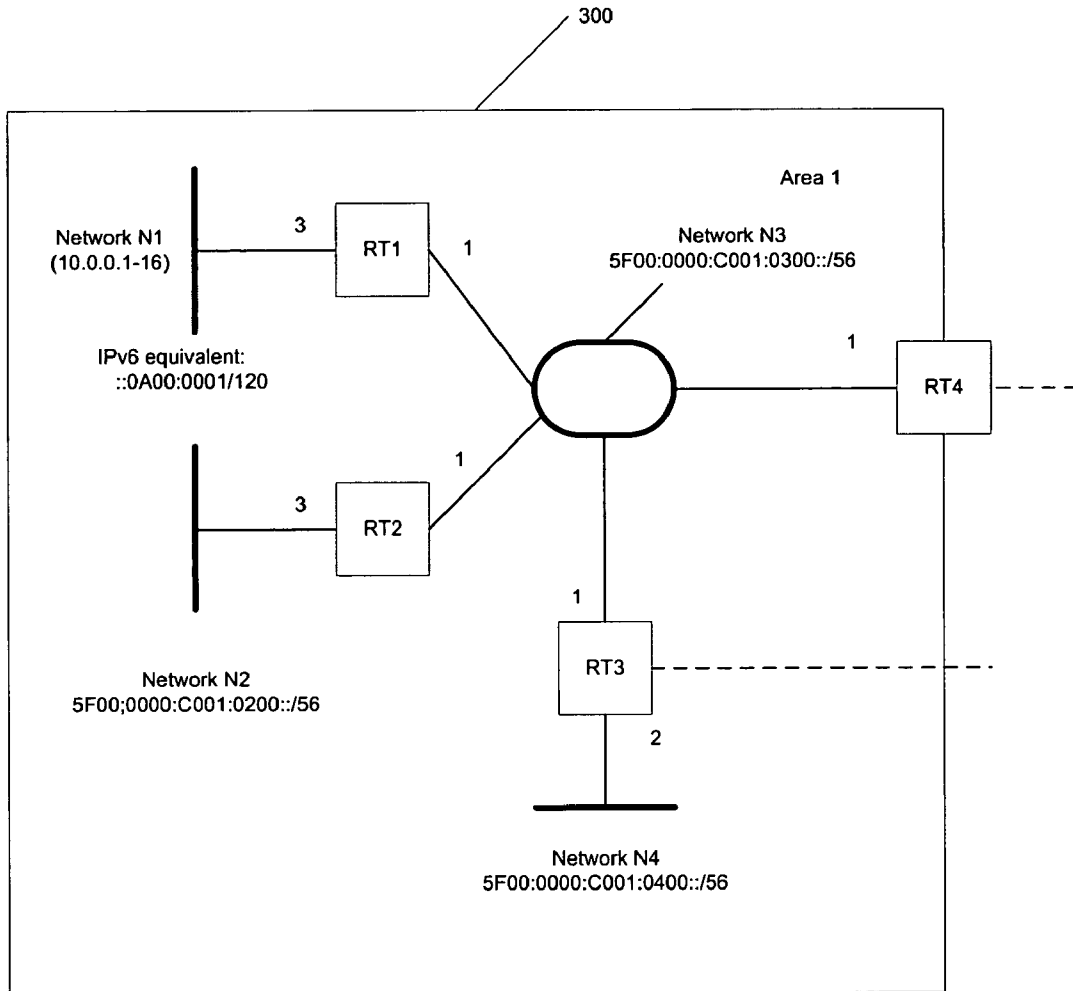 300
Area 1
Network N1
(10.0.0.1-16)
3
RT1
1
Network N3
5F00:0000:C001:0300::/56
IPv6 equivalent:
::0A00:0001/120
1
RT4
3
RT2
1
Network N2
5F00;0000:C001:0200::/56
1
RT3
2
Network N4
5F00:0000:C001:0400::/56